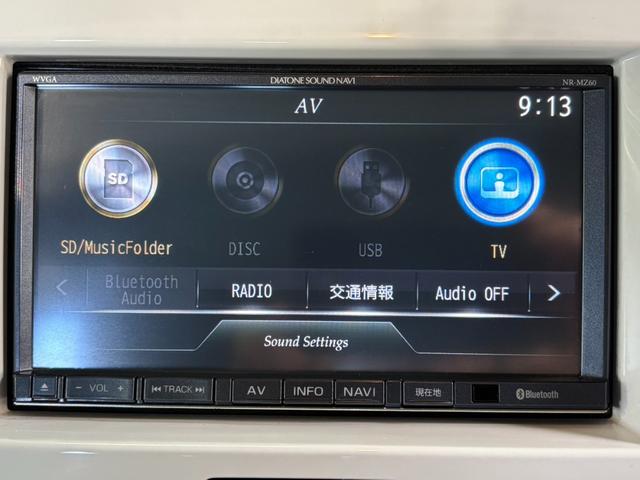 WVGA DIATONE SOUND NAVI NR-MZ60
AV 9:13
SD
SD/MusicFolder DISC USB TV
Bluetooth Audio RADIO 交通情報 Audio OFF
Sound Settings
− VOL + TRACK AV INFO NAVI 現在地 Bluetooth